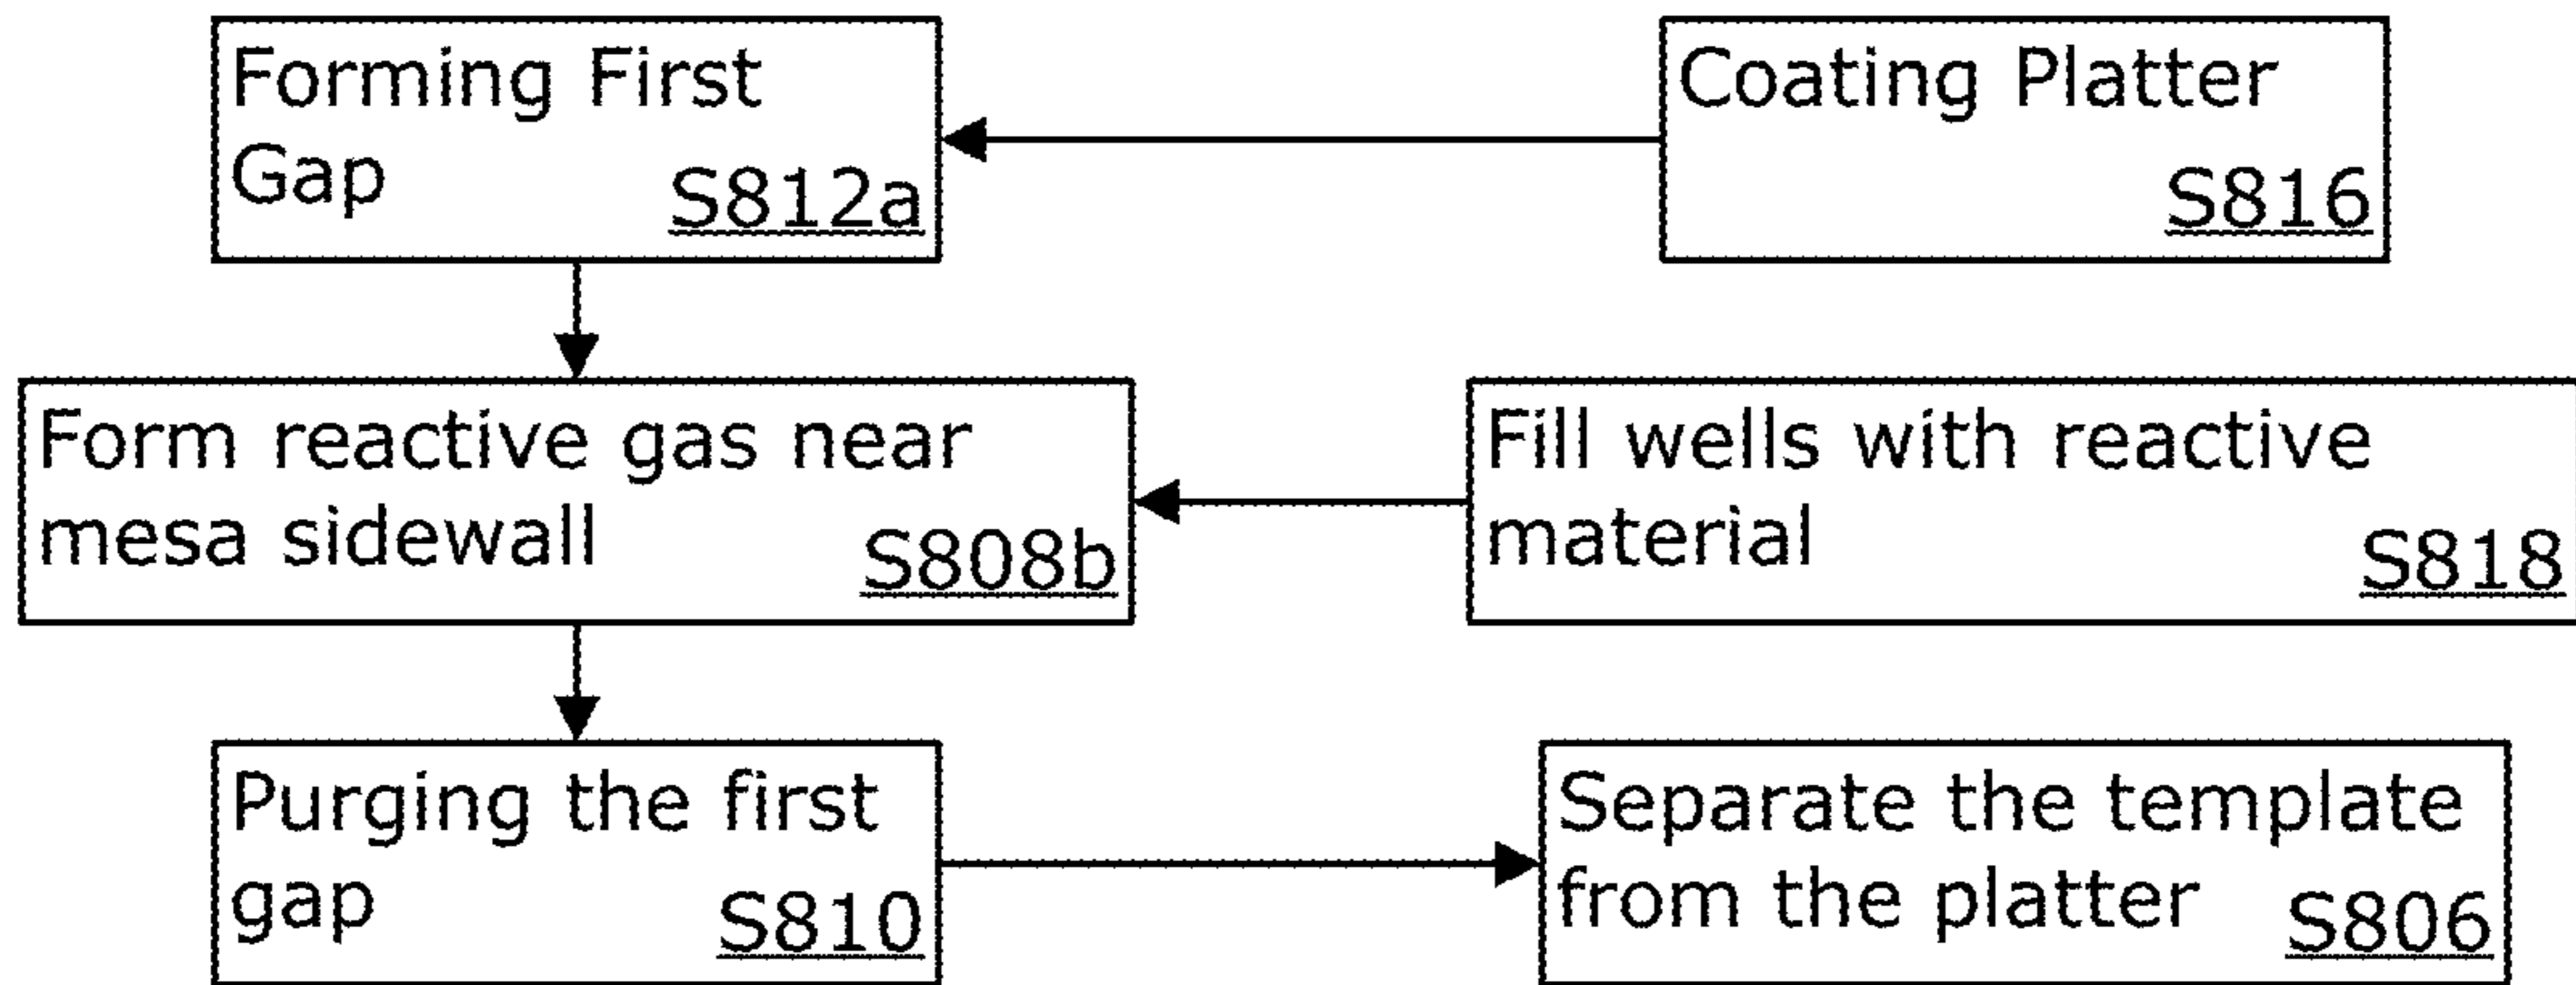 Forming First
Gap
S812a
Coating Platter
S816
Form reactive gas near
mesa sidewall
S808b
Fill wells with reactive
material
S818
Purging the first
gap
S810
Separate the template
from the platter
S806